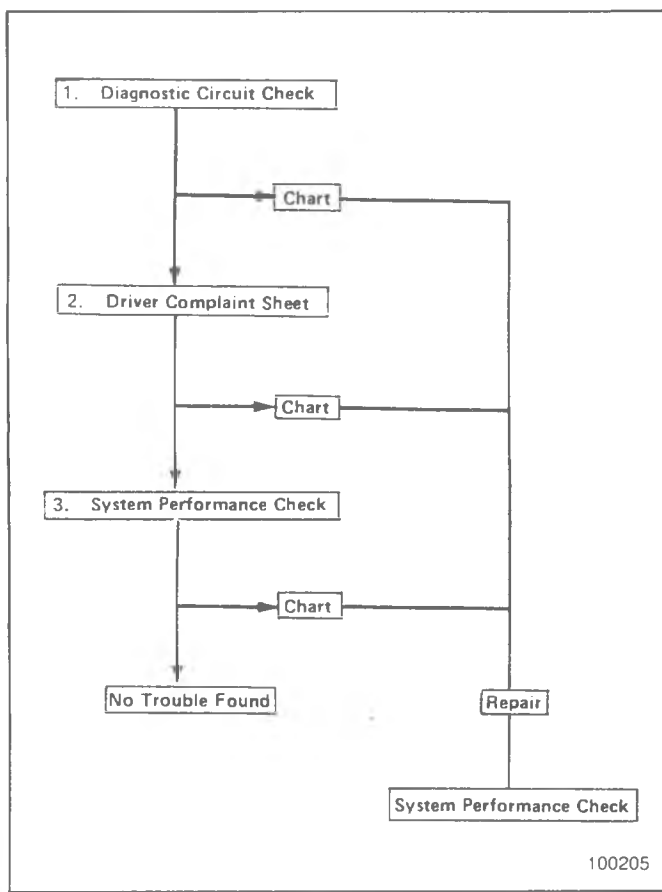 1. Diagnostic Circuit Check
Chart
2. Driver Complaint Sheet
Chart
3. System Performance Check
Chart
No Trouble Found
Repair
System Performance Check
100205